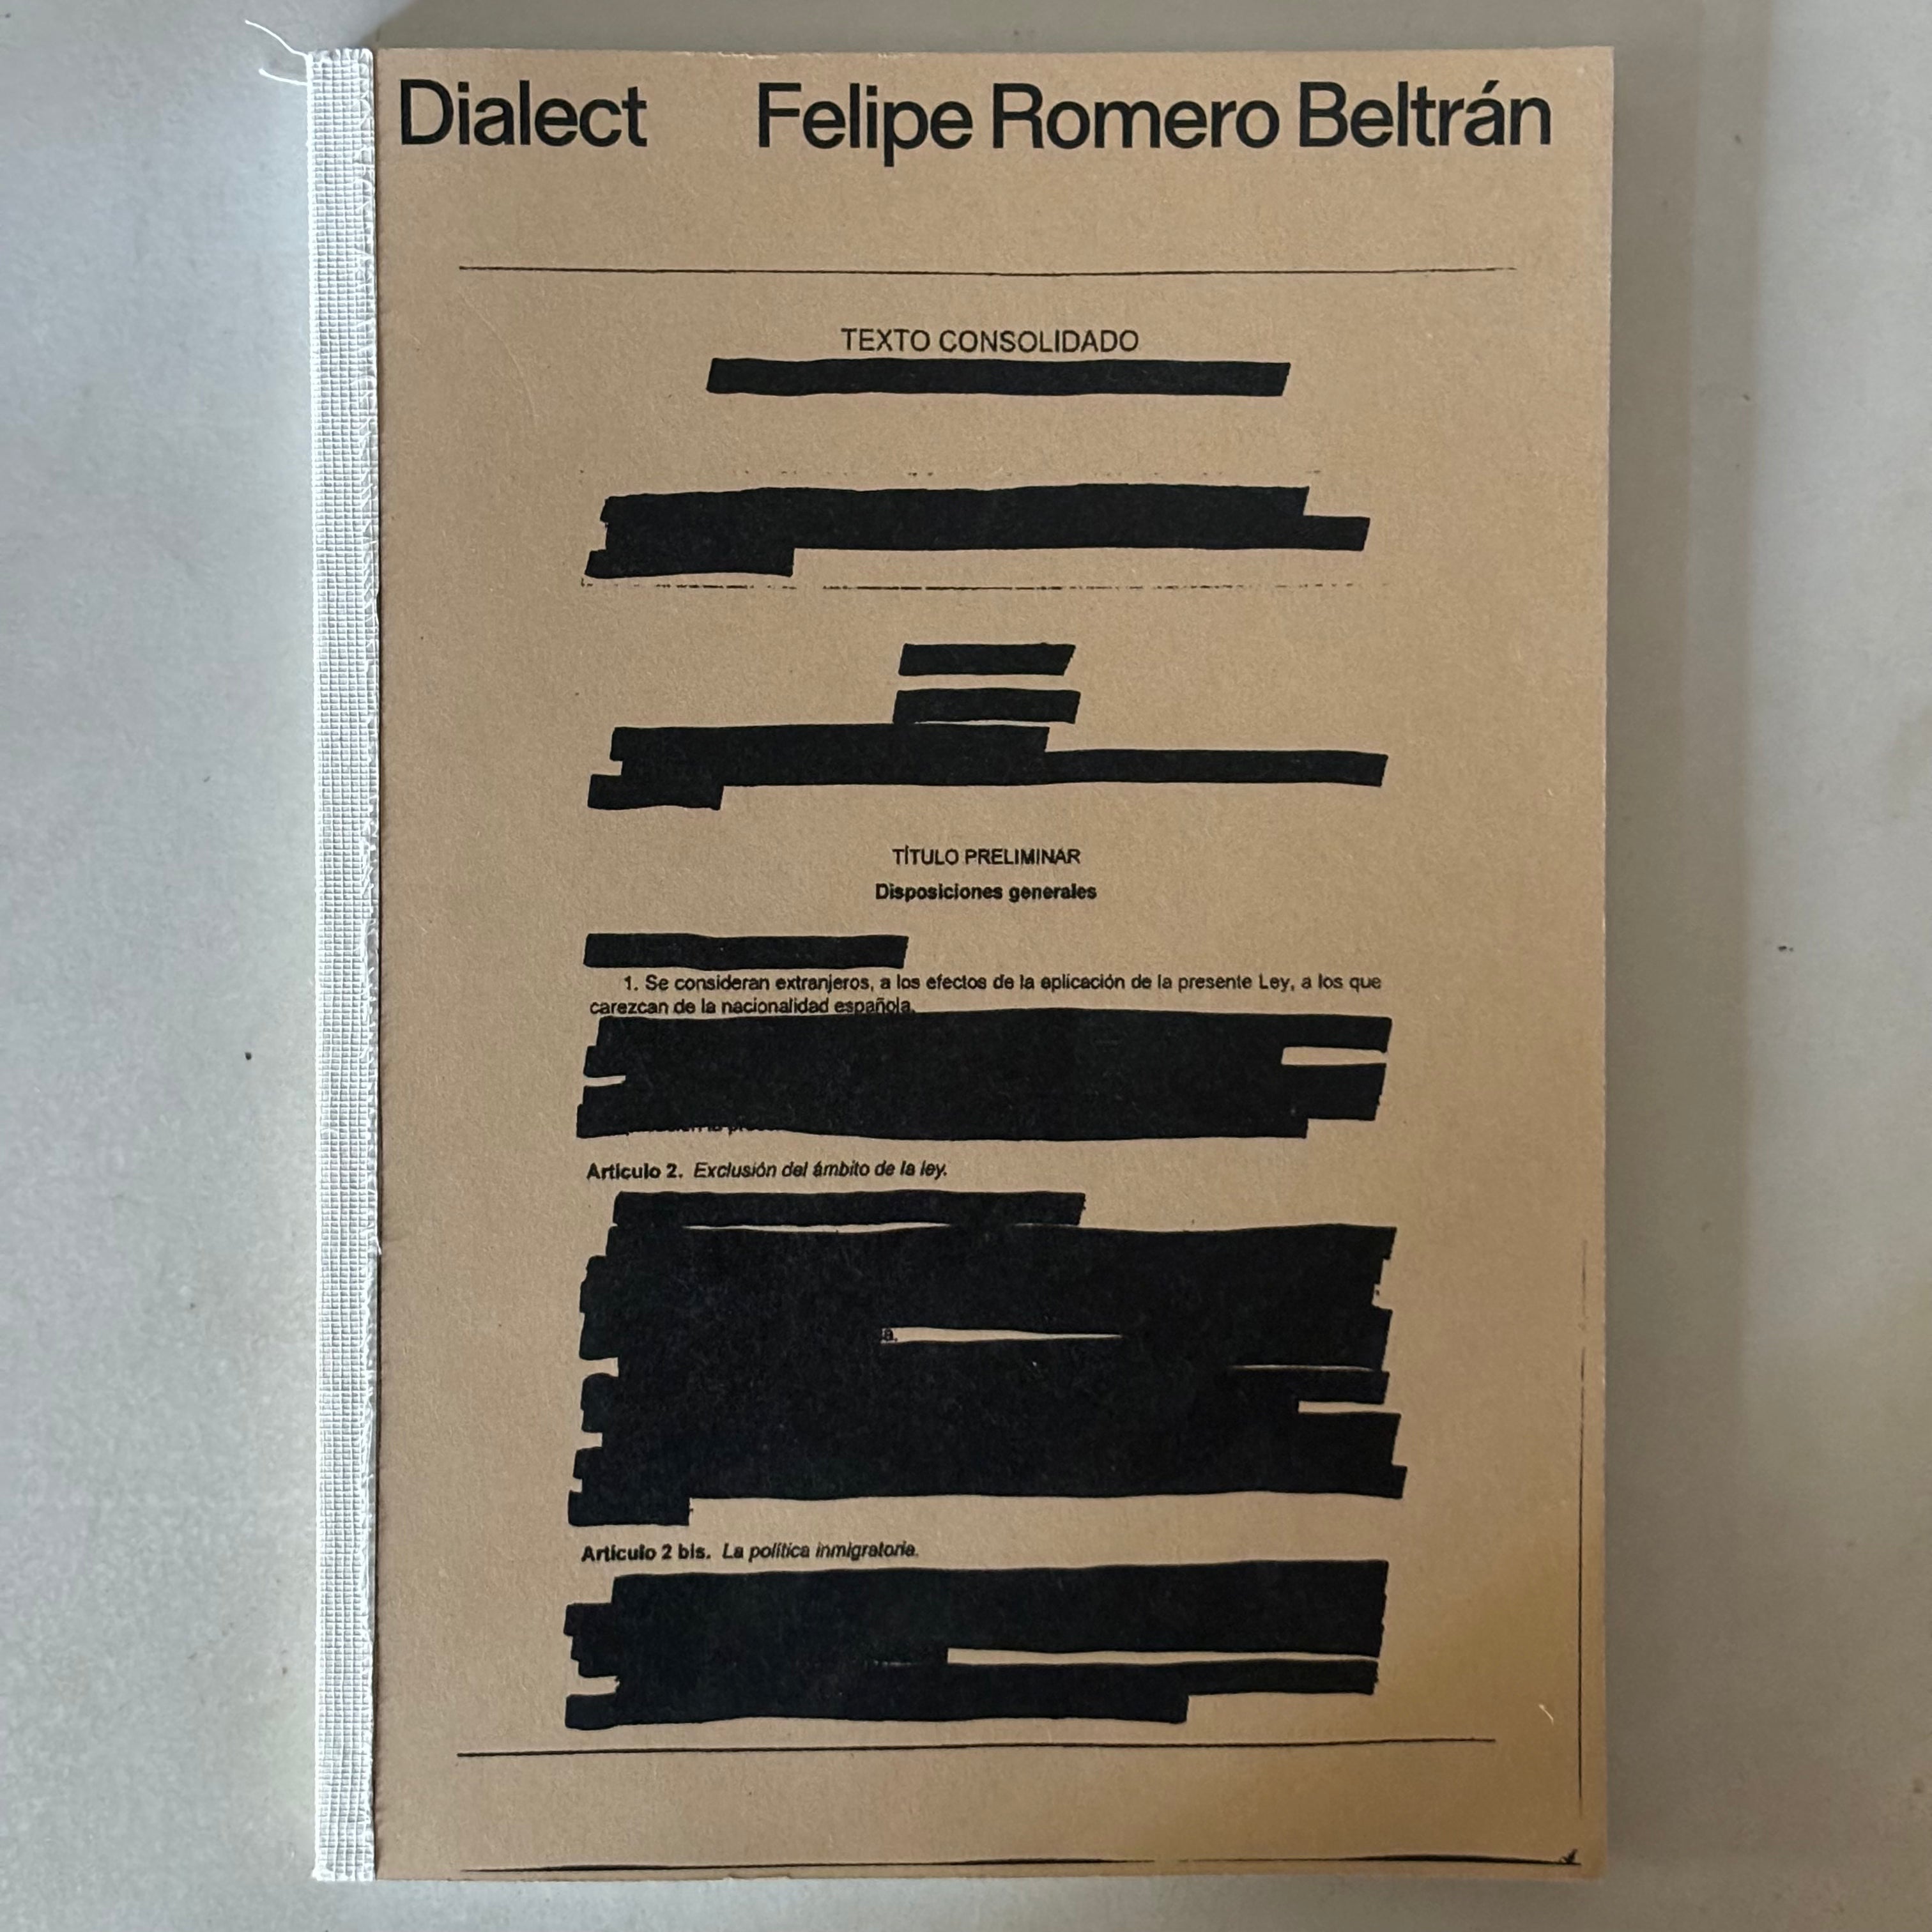 Dialect Felipe Romero Beltrán
TEXTO CONSOLIDADO
TÍTULO PRELIMINAR
Disposiciones generales
1. Se consideran extranjeros, a los efectos de la aplicación de la presente Ley, a los que
carezcan de la nacionalidad española.
Artículo 2. Exclusión del ámbito de la ley.
a.
Artículo 2 bis. La política inmigratoria.